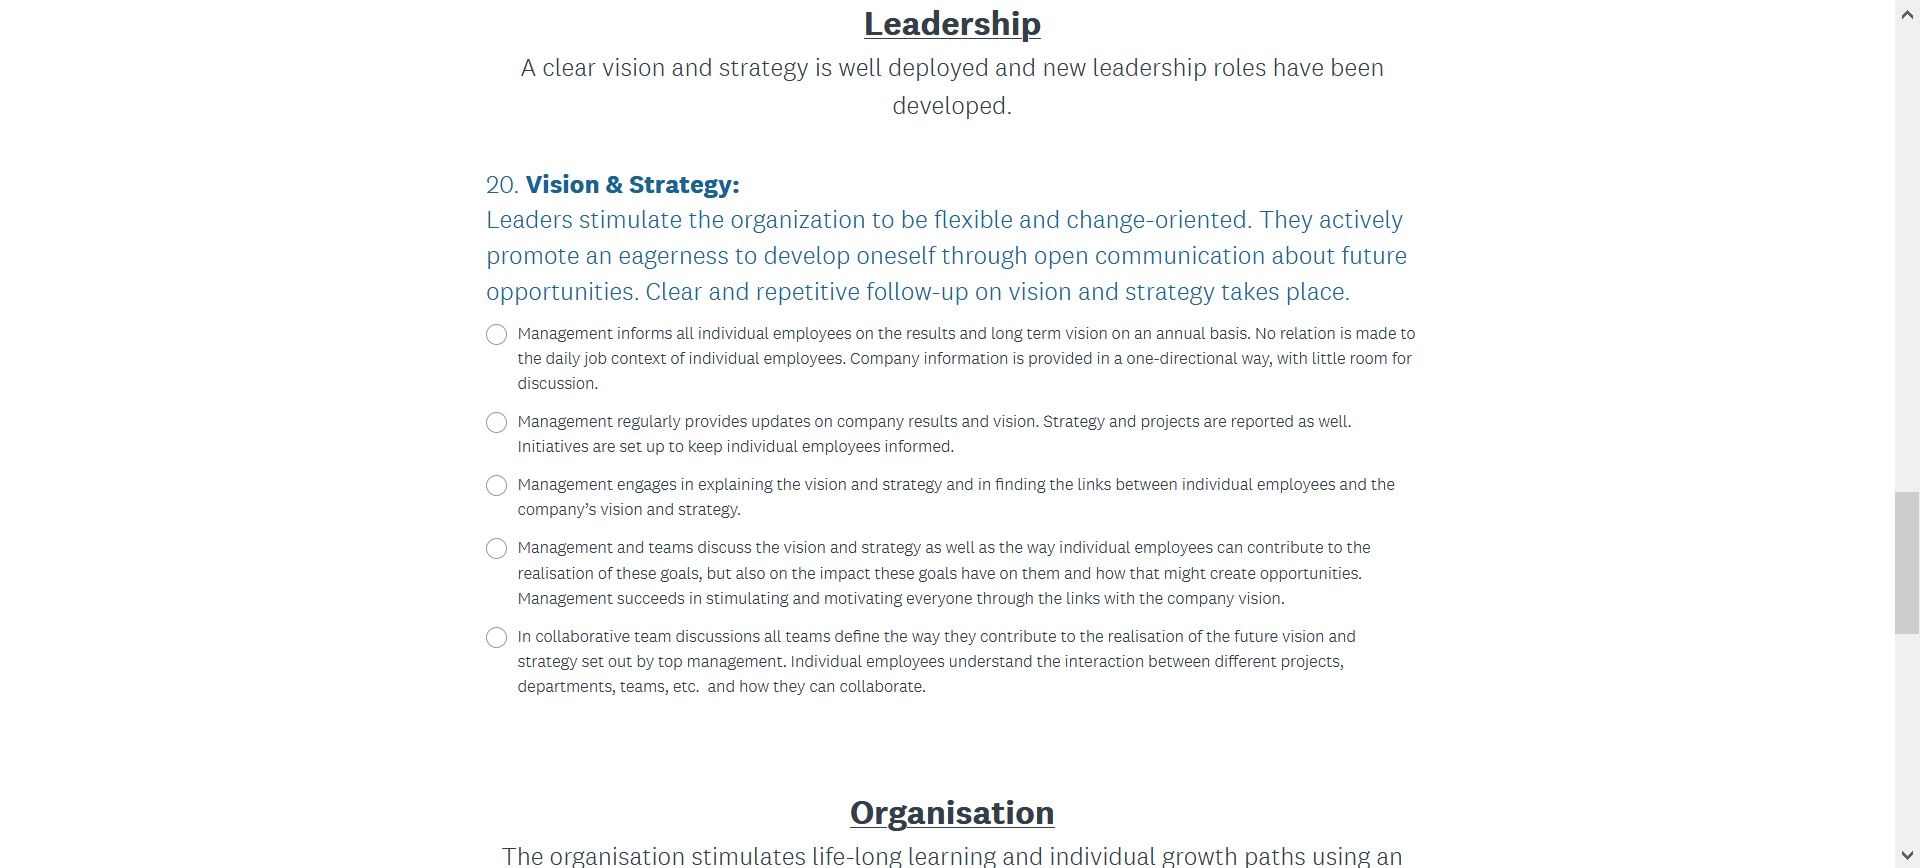 Leadership
A clear vision and strategy is well deployed and new leadership roles have been
developed.
20. Vision & Strategy:
Leaders stimulate the organization to be flexible and change-oriented. They actively
promote an eagerness to develop oneself through open communication about future
opportunities. Clear and repetitive follow-up on vision and strategy takes place.
Management informs all individual employees on the results and long term vision on an annual basis. No relation is made to
the daily job context of individual employees. Company information is provided in a one-directional way, with little room for
discussion.
Management regularly provides updates on company results and vision. Strategy and projects are reported as well.
Initiatives are set up to keep individual employees informed.
Management engages in explaining the vision and strategy and in finding the links between individual employees and the
company’s vision and strategy.
Management and teams discuss the vision and strategy as well as the way individual employees can contribute to the
realisation of these goals, but also on the impact these goals have on them and how that might create opportunities.
Management succeeds in stimulating and motivating everyone through the links with the company vision.
In collaborative team discussions all teams define the way they contribute to the realisation of the future vision and
strategy set out by top management. Individual employees understand the interaction between different projects,
departments, teams, etc.  and how they can collaborate.
Organisation
The organisation stimulates life-long learning and individual growth paths using an